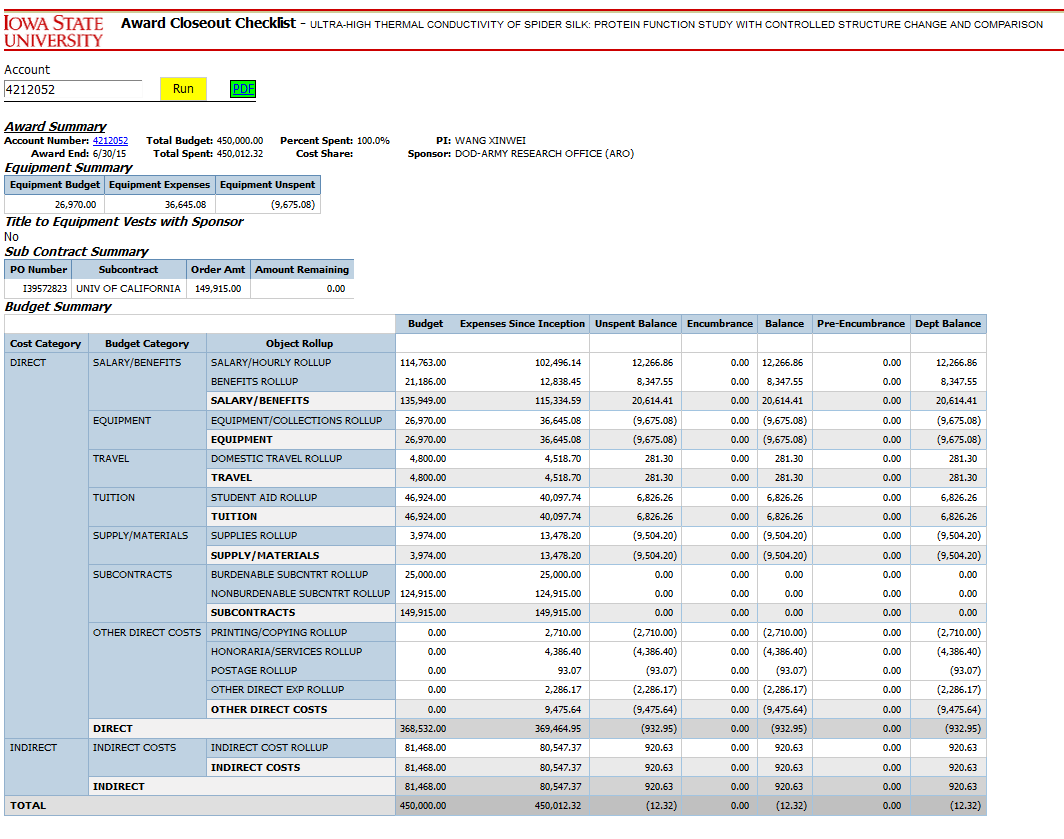 IOWA STATE
UNIVERSITY
Award Closeout Checklist - ULTRA-HIGH THERMAL CONDUCTIVITY OF SPIDER SILK: PROTEIN FUNCTION STUDY WITH CONTROLLED STRUCTURE CHANGE AND COMPARISON
Account
4212052 Run PDF
Award Summary
Account Number: 4212052 Total Budget: 450,000.00 Percent Spent: 100.0% PI: WANG XINWEI
Award End: 6/30/15 Total Spent: 450,012.32 Cost Share: Sponsor: DOD-ARMY RESEARCH OFFICE (ARO)
Equipment Summary
Equipment Budget Equipment Expenses Equipment Unspent
26,970.00 36,645.08 (9,675.08)
Title to Equipment Vests with Sponsor
No
Sub Contract Summary
PO Number Subcontract Order Amt Amount Remaining
I39572823 UNIV OF CALIFORNIA 149,915.00 0.00
Budget Summary
Budget Expenses Since Inception Unspent Balance Encumbrance Balance Pre-Encumbrance Dept Balance
Cost Category Budget Category Object Rollup
DIRECT SALARY/BENEFITS SALARY/HOURLY ROLLUP 114,763.00 102,496.14 12,266.86 0.00 12,266.86 0.00 12,266.86
BENEFITS ROLLUP 21,186.00 12,838.45 8,347.55 0.00 8,347.55 0.00 8,347.55
SALARY/BENEFITS 135,949.00 115,334.59 20,614.41 0.00 20,614.41 0.00 20,614.41
EQUIPMENT EQUIPMENT/COLLECTIONS ROLLUP 26,970.00 36,645.08 (9,675.08) 0.00 (9,675.08) 0.00 (9,675.08)
EQUIPMENT 26,970.00 36,645.08 (9,675.08) 0.00 (9,675.08) 0.00 (9,675.08)
TRAVEL DOMESTIC TRAVEL ROLLUP 4,800.00 4,518.70 281.30 0.00 281.30 0.00 281.30
TRAVEL 4,800.00 4,518.70 281.30 0.00 281.30 0.00 281.30
TUITION STUDENT AID ROLLUP 46,924.00 40,097.74 6,826.26 0.00 6,826.26 0.00 6,826.26
TUITION 46,924.00 40,097.74 6,826.26 0.00 6,826.26 0.00 6,826.26
SUPPLY/MATERIALS SUPPLIES ROLLUP 3,974.00 13,478.20 (9,504.20) 0.00 (9,504.20) 0.00 (9,504.20)
SUPPLY/MATERIALS 3,974.00 13,478.20 (9,504.20) 0.00 (9,504.20) 0.00 (9,504.20)
SUBCONTRACTS BURDENABLE SUBCNTRT ROLLUP 25,000.00 25,000.00 0.00 0.00 0.00 0.00 0.00
NONBURDENABLE SUBCNTRT ROLLUP 124,915.00 124,915.00 0.00 0.00 0.00 0.00 0.00
SUBCONTRACTS 149,915.00 149,915.00 0.00 0.00 0.00 0.00 0.00
OTHER DIRECT COSTS PRINTING/COPYING ROLLUP 0.00 2,710.00 (2,710.00) 0.00 (2,710.00) 0.00 (2,710.00)
HONORARIA/SERVICES ROLLUP 0.00 4,386.40 (4,386.40) 0.00 (4,386.40) 0.00 (4,386.40)
POSTAGE ROLLUP 0.00 93.07 (93.07) 0.00 (93.07) 0.00 (93.07)
OTHER DIRECT EXP ROLLUP 0.00 2,286.17 (2,286.17) 0.00 (2,286.17) 0.00 (2,286.17)
OTHER DIRECT COSTS 0.00 9,475.64 (9,475.64) 0.00 (9,475.64) 0.00 (9,475.64)
DIRECT 368,532.00 369,464.95 (932.95) 0.00 (932.95) 0.00 (932.95)
INDIRECT INDIRECT COSTS INDIRECT COST ROLLUP 81,468.00 80,547.37 920.63 0.00 920.63 0.00 920.63
INDIRECT COSTS 81,468.00 80,547.37 920.63 0.00 920.63 0.00 920.63
INDIRECT 81,468.00 80,547.37 920.63 0.00 920.63 0.00 920.63
TOTAL 450,000.00 450,012.32 (12.32) 0.00 (12.32) 0.00 (12.32)